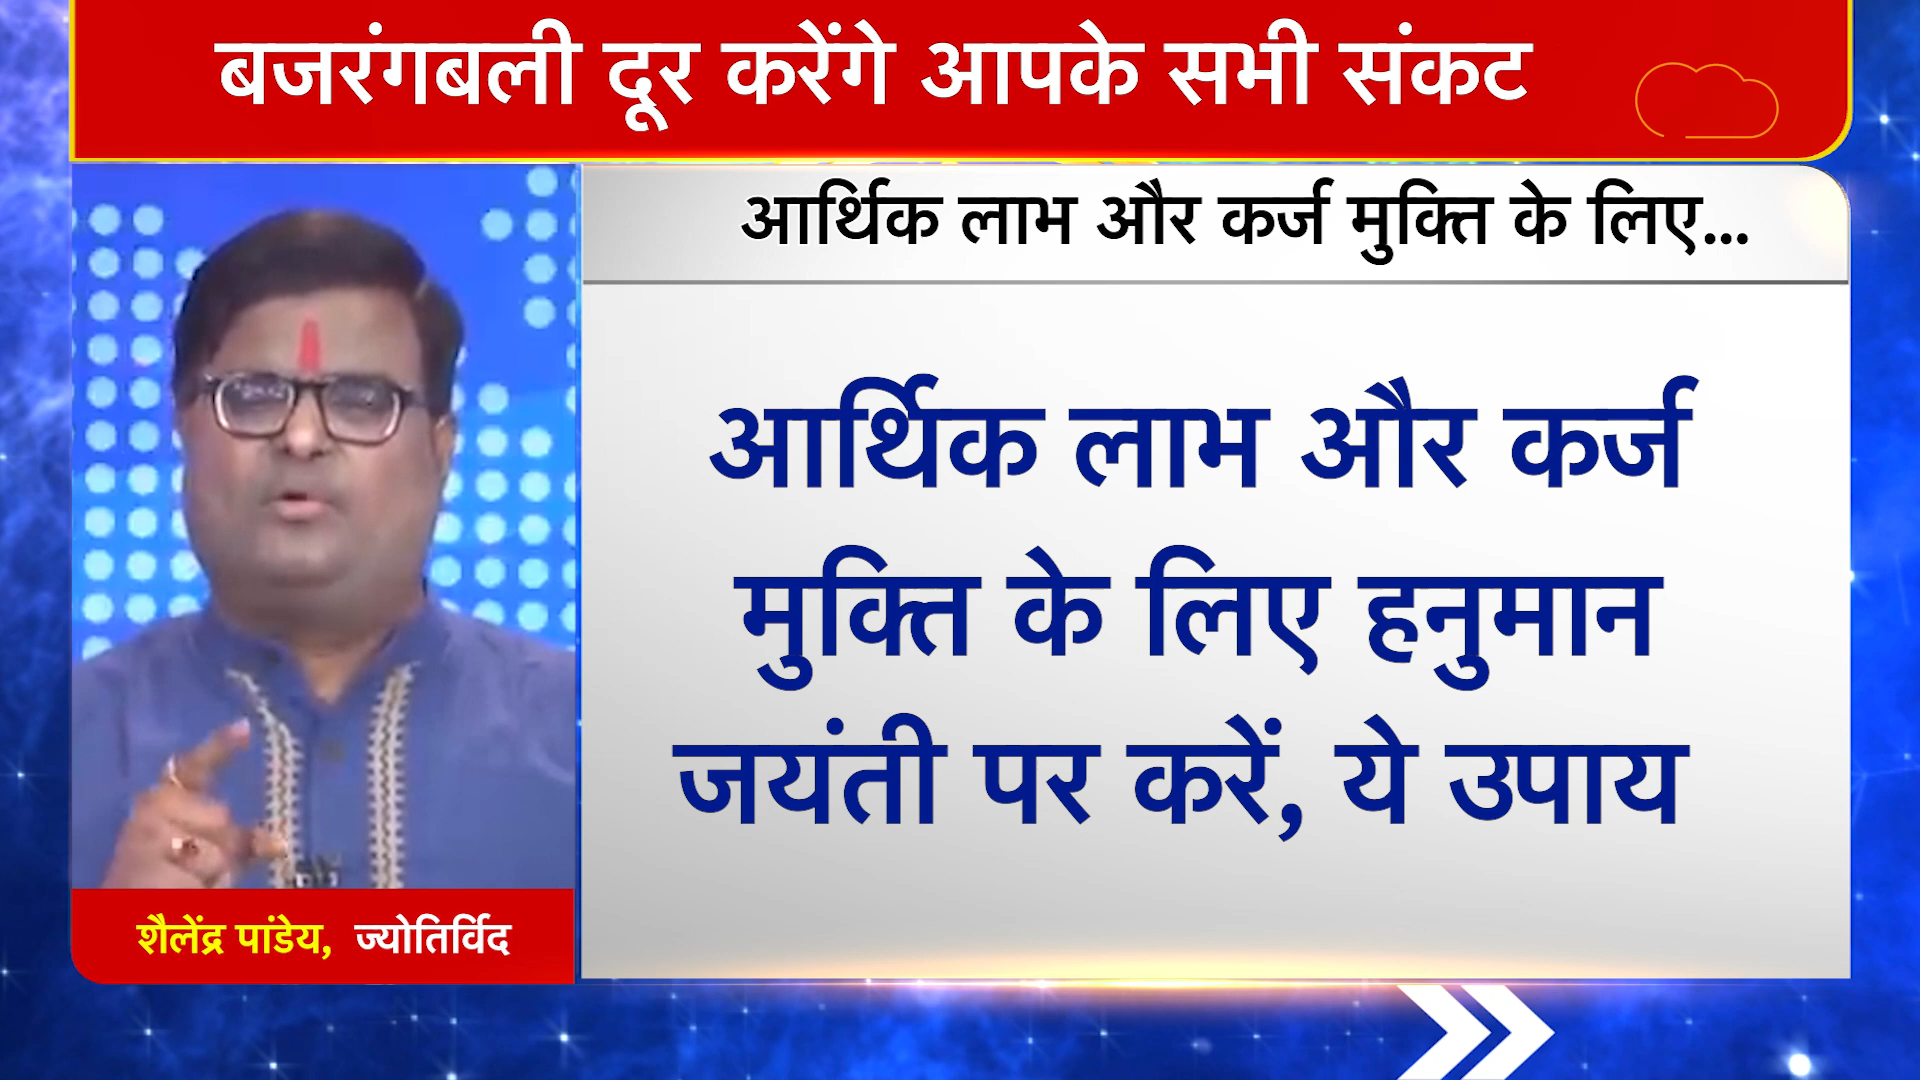 बजरंगबली दूर करेंगे आपके सभी संकट
आर्थिक लाभ और कर्ज मुक्ति के लिए...
आर्थिक लाभ और कर्ज
मुक्ति के लिए हनुमान
जयंती पर करें, ये उपाय
शैलेंद्र पांडेय, ज्योतिर्विद